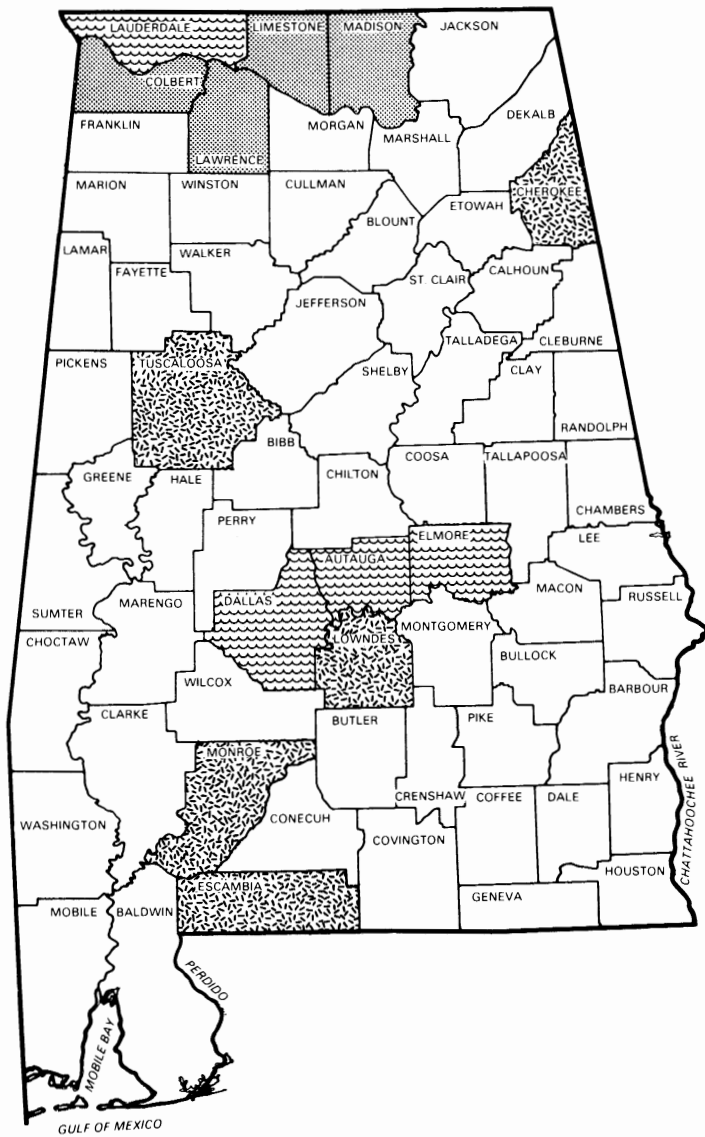 LAUDERDALE
LIMESTONE
MADISON
JACKSON
COLBERT
FRANKLIN
LAWRENCE
MORGAN
MARSHALL
DEKALB
MARION
WINSTON
CULLMAN
BLOUNT
ETOWAH
CHEROKEE
LAMAR
FAYETTE
WALKER
JEFFERSON
ST. CLAIR
CALHOUN
PICKENS
TUSCALOOSA
SHELBY
TALLADEGA
CLEBURNE
CLAY
RANDOLPH
GREENE
HALE
BIBB
CHILTON
COOSA
TALLAPOOSA
CHAMBERS
PERRY
AUTAUGA
ELMORE
LEE
SUMTER
MARENGO
DALLAS
LOWNDES
MONTGOMERY
MACON
RUSSELL
CHOCTAW
WILCOX
BULLOCK
BARBOUR
CLARKE
MONROE
BUTLER
PIKE
CRENSHAW
COFFEE
DALE
HENRY
CHATTAHOOCHEE RIVER
WASHINGTON
CONECUH
COVINGTON
HOUSTON
ESCAMBIA
GENEVA
MOBILE
BALDWIN
PERDIDO
MOBILE BAY
GULF OF MEXICO